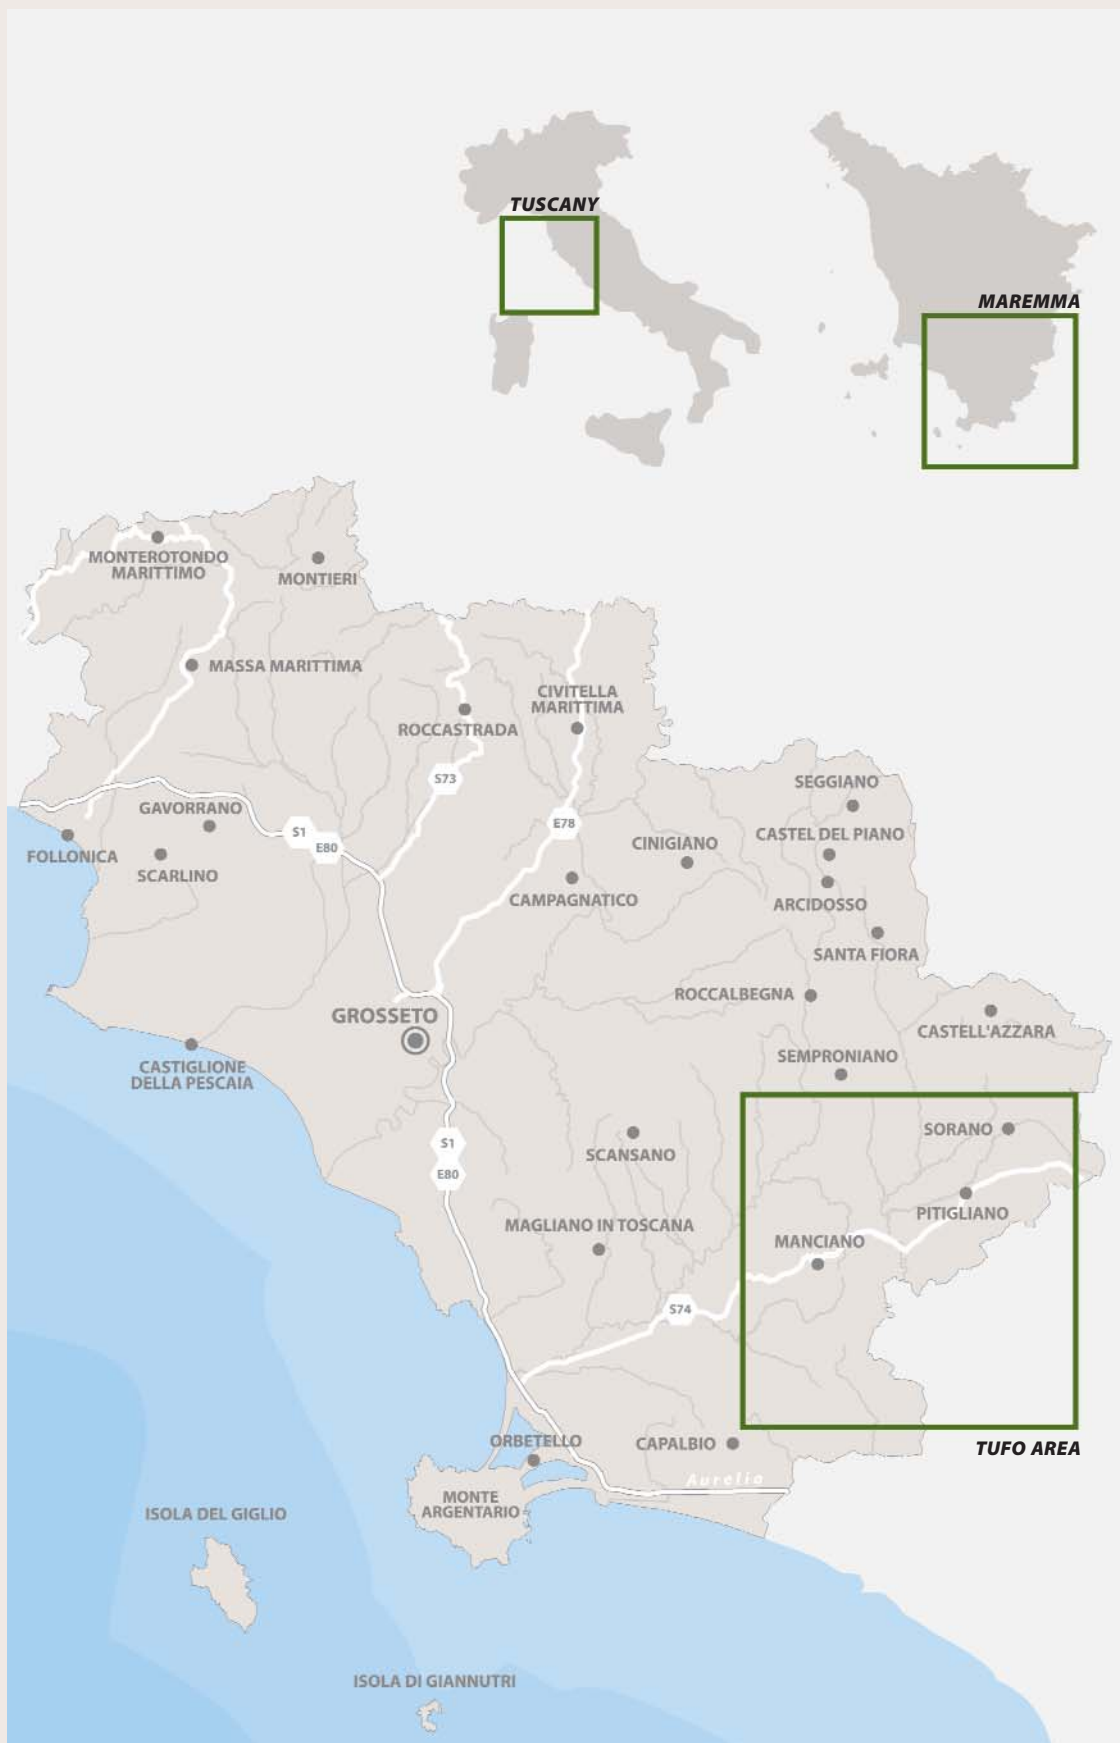 TUSCANY
MAREMMA
MONTEROTONDO
MARITTIMO
MONTIERI
MASSA MARITTIMA
CIVITELLA
MARITTIMA
ROCCASTRADA
S73
SEGGIANO
GAVORRANO
S1
E80
E78
CASTEL DEL PIANO
CINIGIANO
FOLLONICA
SCARLINO
CAMPAGNATICO
ARCIDOSSO
SANTA FIORA
ROCCALBEGNA
GROSSETO
CASTELL'AZZARA
SEMPRONIANO
CASTIGLIONE
DELLA PESCAIA
SORANO
S1
E80
SCANSANO
PITIGLIANO
MAGLIANO IN TOSCANA
MANCIANO
S74
ORBETELLO
CAPALBIO
TUFO AREA
Aurelia
MONTE
ARGENTARIO
ISOLA DEL GIGLIO
ISOLA DI GIANNUTRI